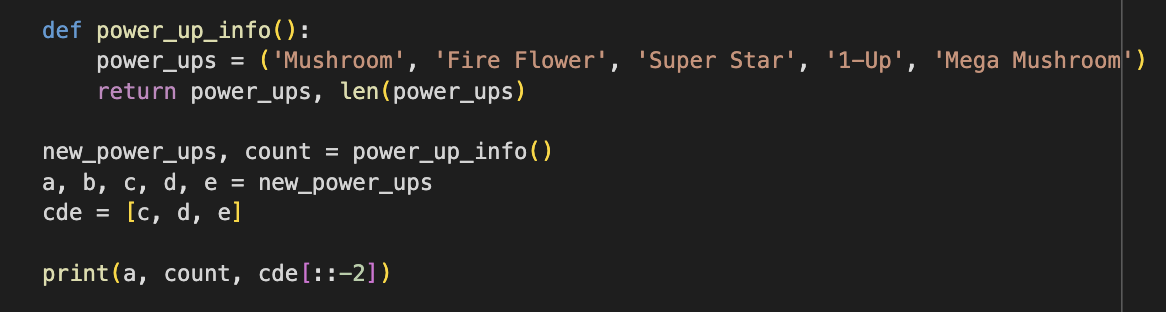 def power_up_info():
    power_ups = ('Mushroom', 'Fire Flower', 'Super Star', '1-Up', 'Mega Mushroom')
    return power_ups, len(power_ups)

new_power_ups, count = power_up_info()
a, b, c, d, e = new_power_ups
cde = [c, d, e]

print(a, count, cde[::-2])